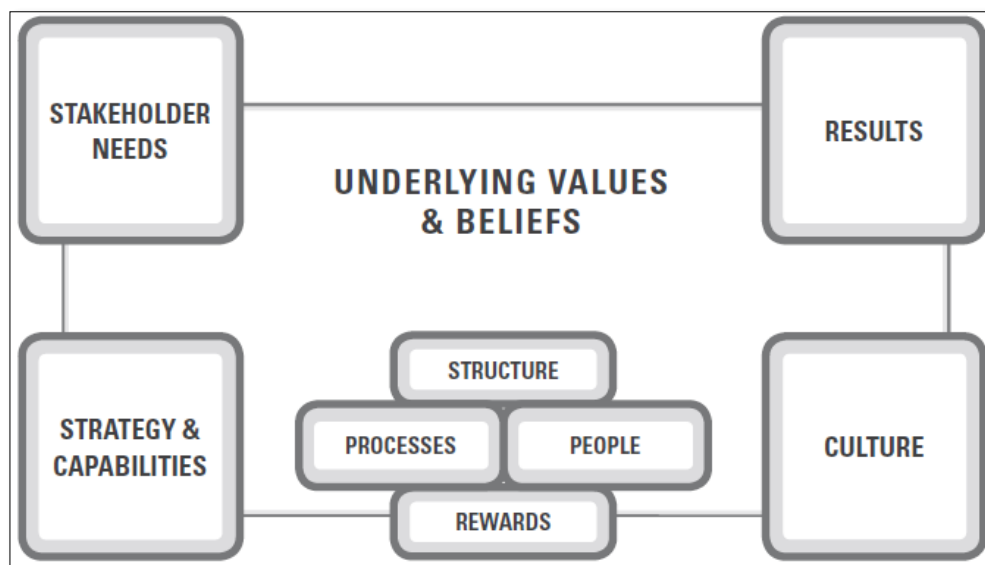 STAKEHOLDER
NEEDS
RESULTS
UNDERLYING VALUES
& BELIEFS
STRATEGY &
CAPABILITIES
STRUCTURE
PROCESSES
PEOPLE
REWARDS
CULTURE